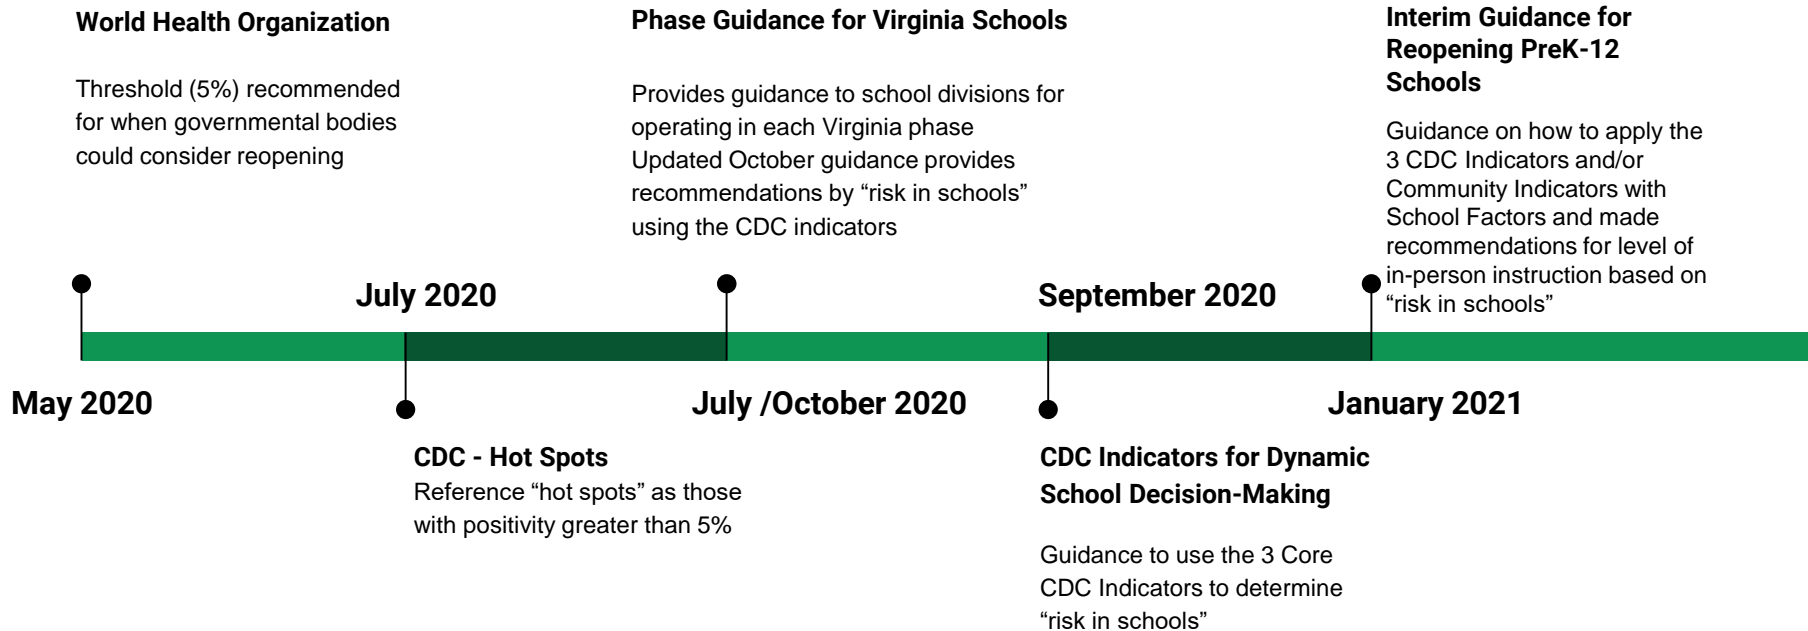 World Health Organization
Threshold (5%) recommended
for when governmental bodies
could consider reopening
May 2020
July 2020
CDC - Hot Spots
Reference “hot spots” as those
with positivity greater than 5%
Phase Guidance for Virginia Schools
Provides guidance to school divisions for
operating in each Virginia phase
Updated October guidance provides
recommendations by “risk in schools”
using the CDC indicators
July /October 2020
September 2020
CDC Indicators for Dynamic
School Decision-Making
Guidance to use the 3 Core
CDC Indicators to determine
“risk in schools”
Interim Guidance for
Reopening PreK-12
Schools
Guidance on how to apply the
3 CDC Indicators and/or
Community Indicators with
School Factors and made
recommendations for level of
in-person instruction based on
“risk in schools”
January 2021